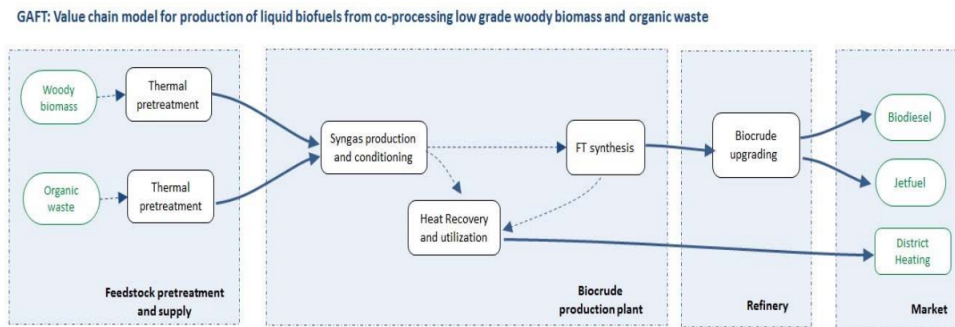 GAFT: Value chain model for production of liquid biofuels from co-processing low grade woody biomass and organic waste
Woody
biomass
Thermal
pretreatment
Organic
waste
Thermal
pretreatment
Feedstock pretreatment
and supply
Syngas production
and conditioning
FT synthesis
Heat Recovery
and utilization
Biocrude
production plant
Biocrude
upgrading
Refinery
Biodiesel
Jetfuel
District
Heating
Market